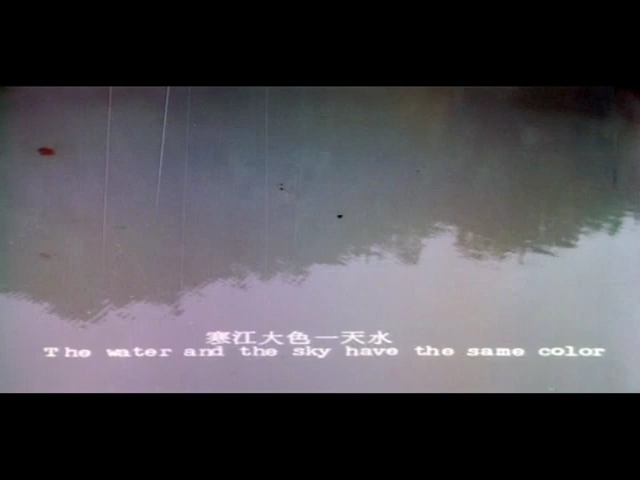 寒江大色一天水
The water and the sky have the same color